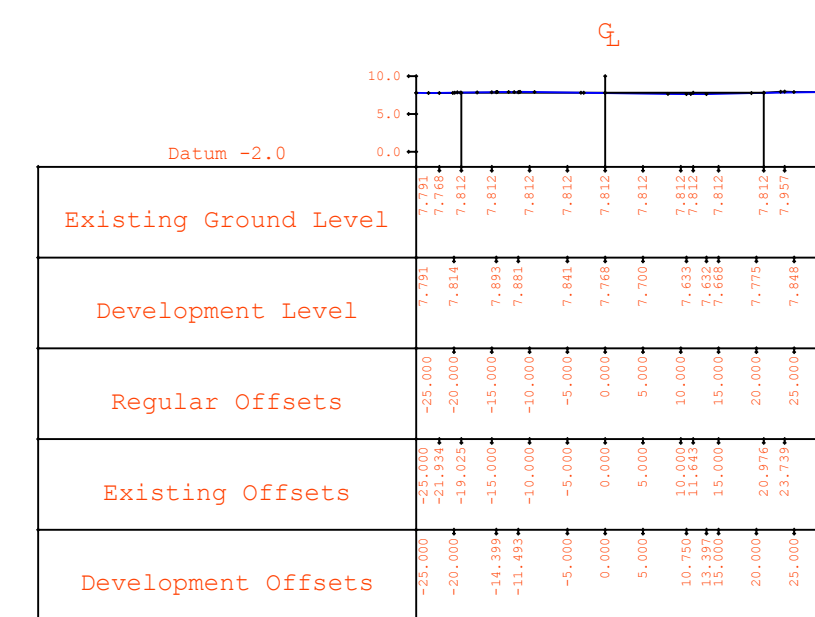 ℄
10.0
5.0
Datum -2.0 0.0
Existing Ground Level 7.791 7.768 7.812 7.812 7.812 7.812 7.812 7.812 7.812 7.812 7.812 7.812 7.957
Development Level 7.791 7.814 7.893 7.881 7.841 7.768 7.700 7.633 7.632 7.668 7.775 7.848
Regular Offsets -25.000 -20.000 -15.000 -10.000 -5.000 0.000 5.000 10.000 15.000 20.000 25.000
Existing Offsets -25.000 -21.934 -19.025 -15.000 -10.000 -5.000 0.000 5.000 10.000 11.643 15.000 20.976 23.739
Development Offsets -25.000 -20.000 -14.399 -11.493 -5.000 0.000 5.000 10.750 13.397 15.000 20.000 25.000